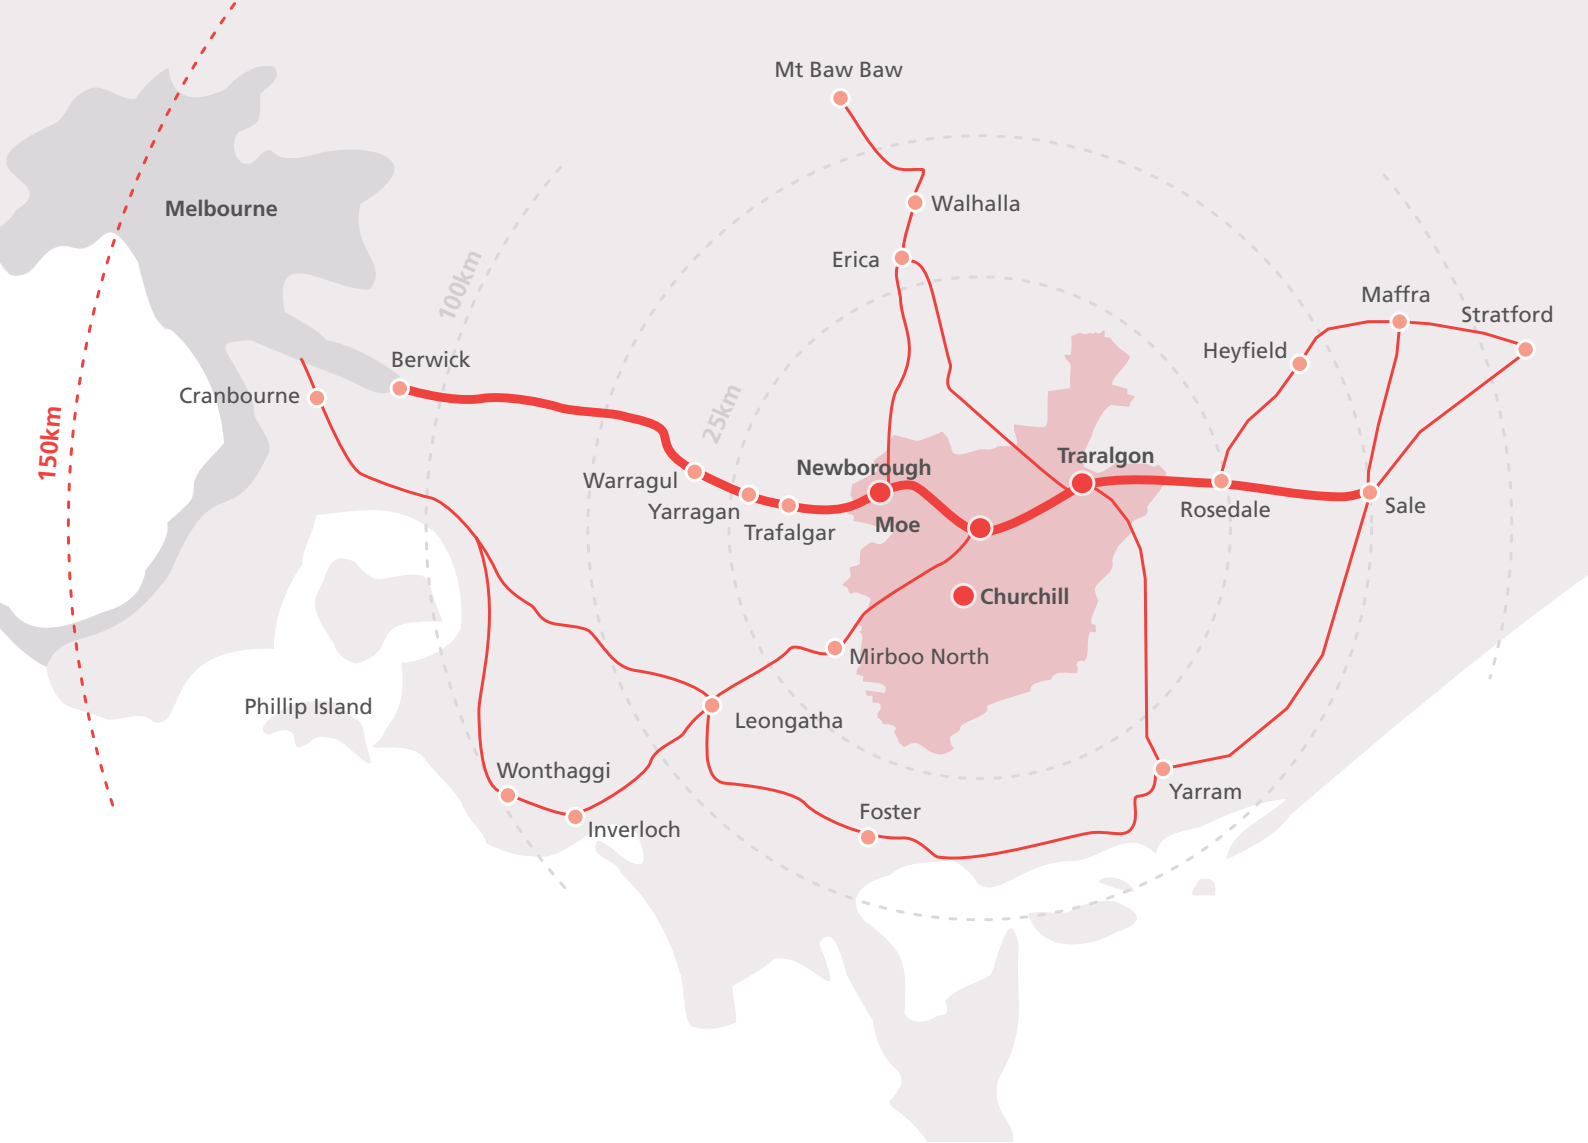 Mt Baw Baw
Melbourne
Walhalla
Erica
100km
Maffra
Stratford
Heyfield
Berwick
Cranbourne
25km
150km
Traralgon
Newborough
Warragul
Yarragan
Trafalgar
Moe
Rosedale
Sale
Churchill
Mirboo North
Phillip Island
Leongatha
Wonthaggi
Inverloch
Foster
Yarram